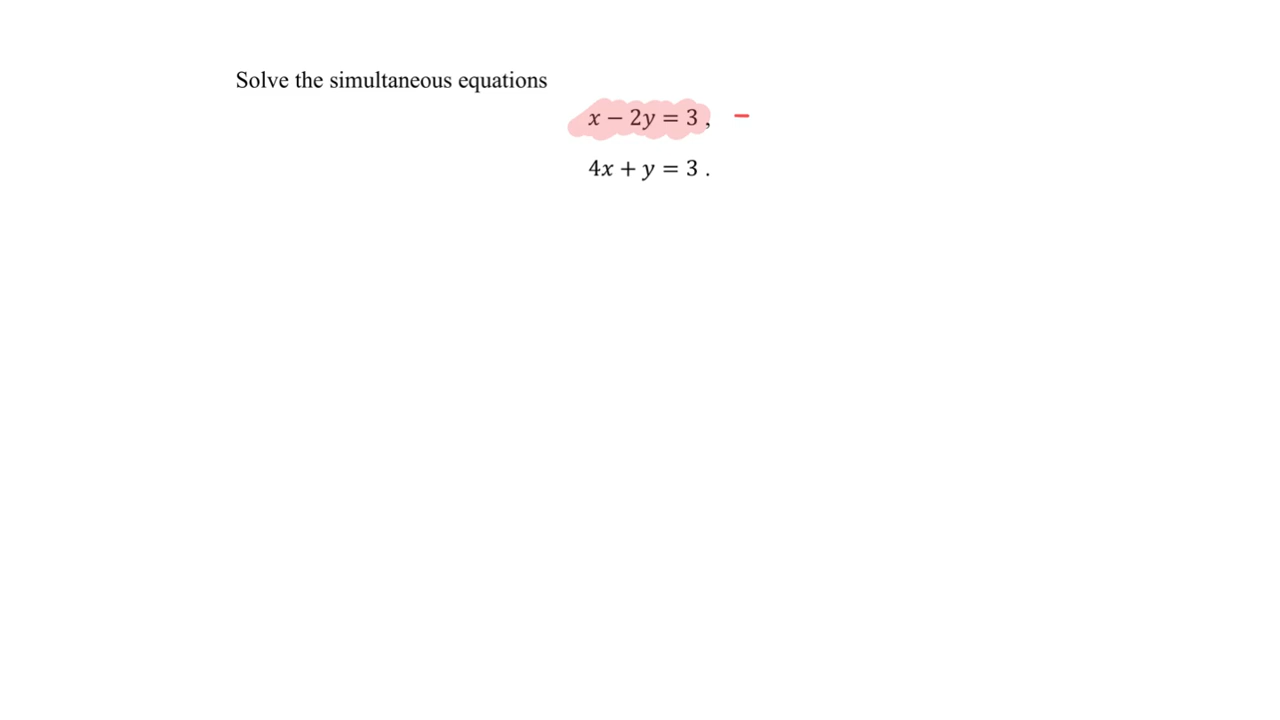 Solve the simultaneous equations
x − 2y = 3 , −
4x + y = 3 .